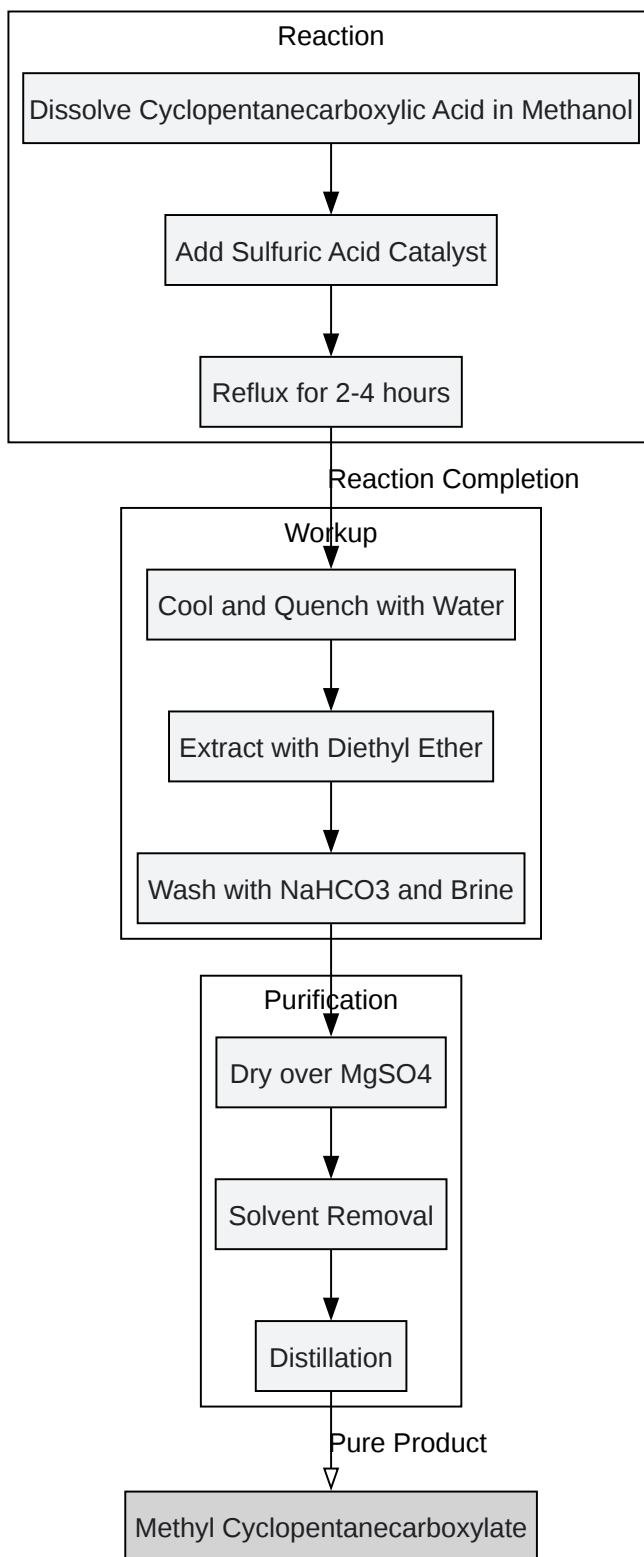 Reaction
Dissolve Cyclopentanecarboxylic Acid in Methanol
Add Sulfuric Acid Catalyst
Reflux for 2-4 hours
Reaction Completion
Workup
Cool and Quench with Water
Extract with Diethyl Ether
Wash with NaHCO3 and Brine
Purification
Dry over MgSO4
Solvent Removal
Distillation
Pure Product
Methyl Cyclopentanecarboxylate